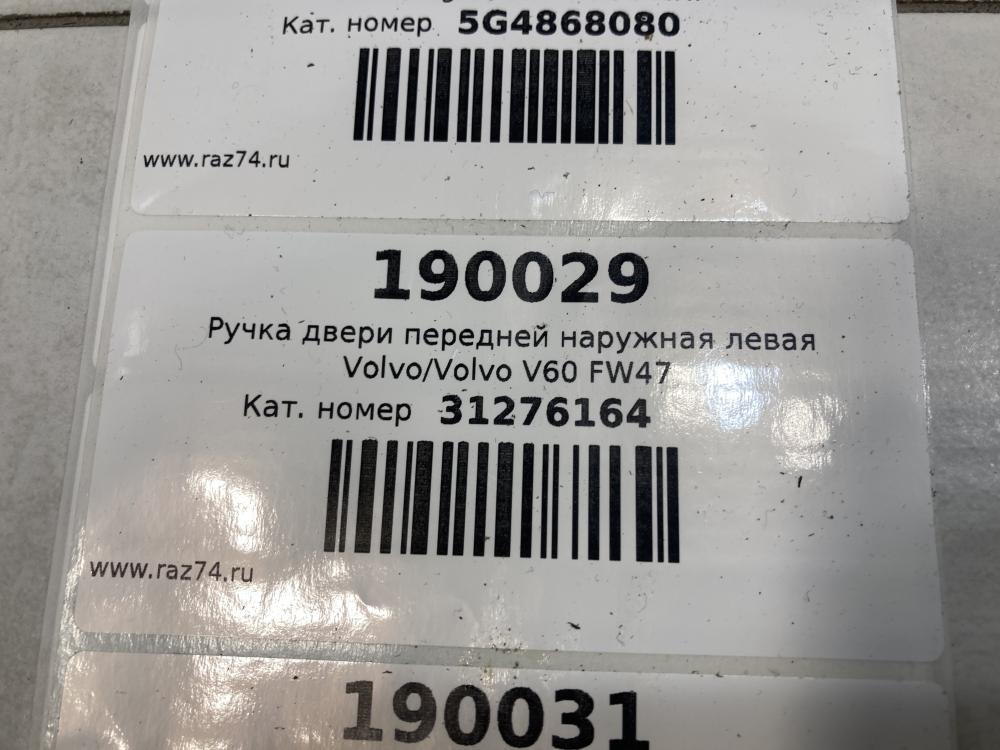 Кат. номер 5G4868080
www.raz74.ru
190029
Ручка двери передней наружная левая
Volvo/Volvo V60 FW47
Кат. номер 31276164
www.raz74.ru
190031